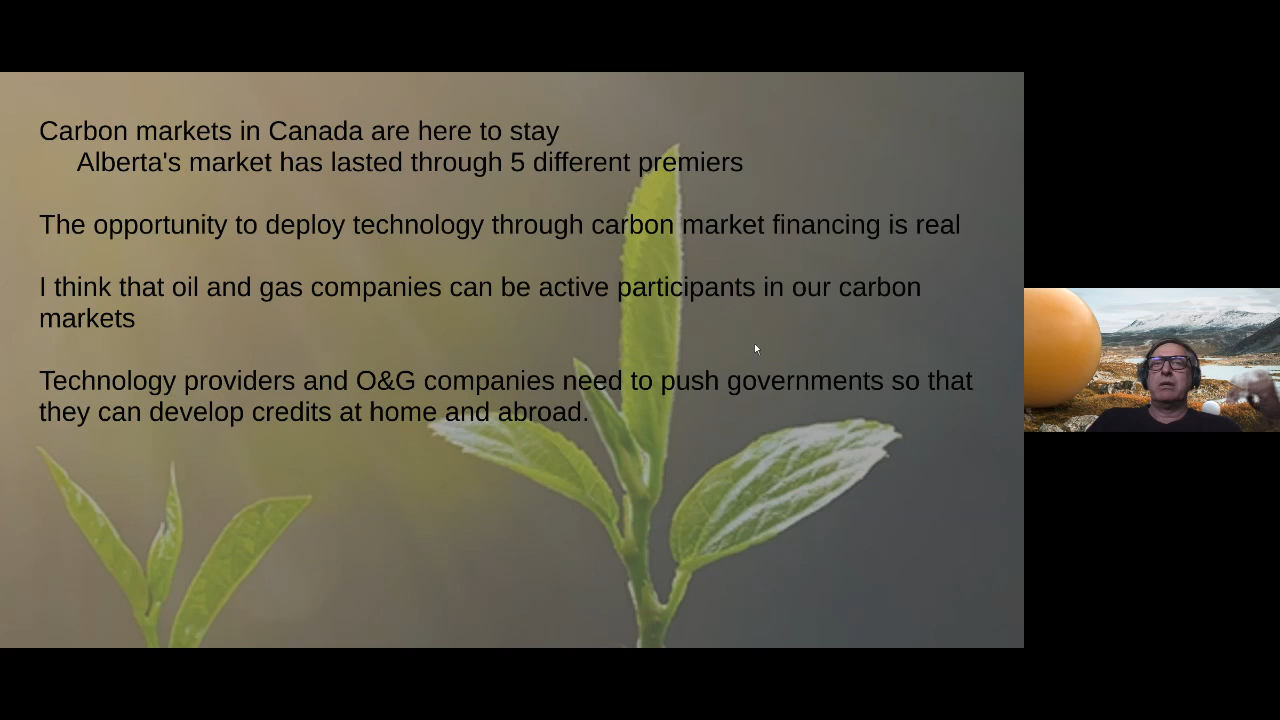 Carbon markets in Canada are here to stay
Alberta's market has lasted through 5 different premiers
The opportunity to deploy technology through carbon market financing is real
I think that oil and gas companies can be active participants in our carbon
markets
Technology providers and O&G companies need to push governments so that
they can develop credits at home and abroad.